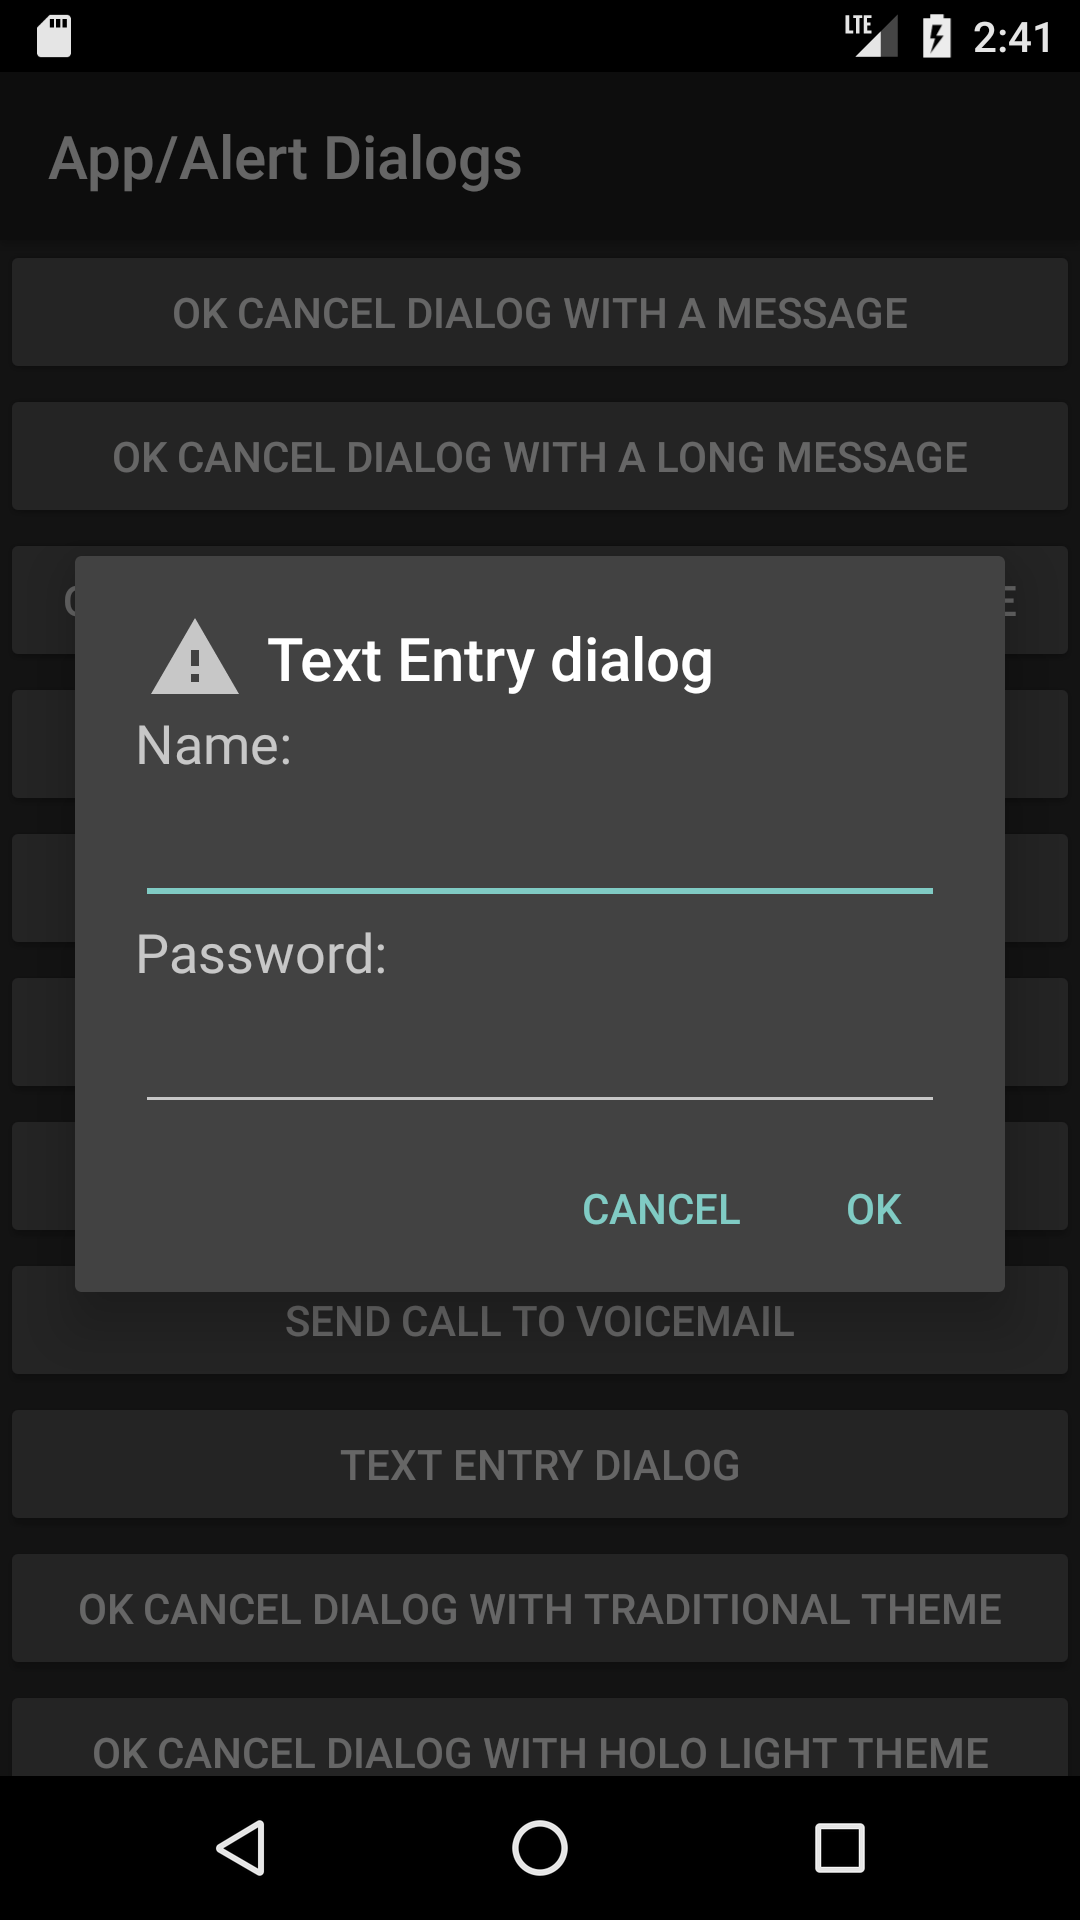 LTE 2:41
App/Alert Dialogs
OK CANCEL DIALOG WITH A MESSAGE
OK CANCEL DIALOG WITH A LONG MESSAGE
Text Entry dialog
Name:
Password:
CANCEL OK
SEND CALL TO VOICEMAIL
TEXT ENTRY DIALOG
OK CANCEL DIALOG WITH TRADITIONAL THEME
OK CANCEL DIALOG WITH HOLO LIGHT THEME